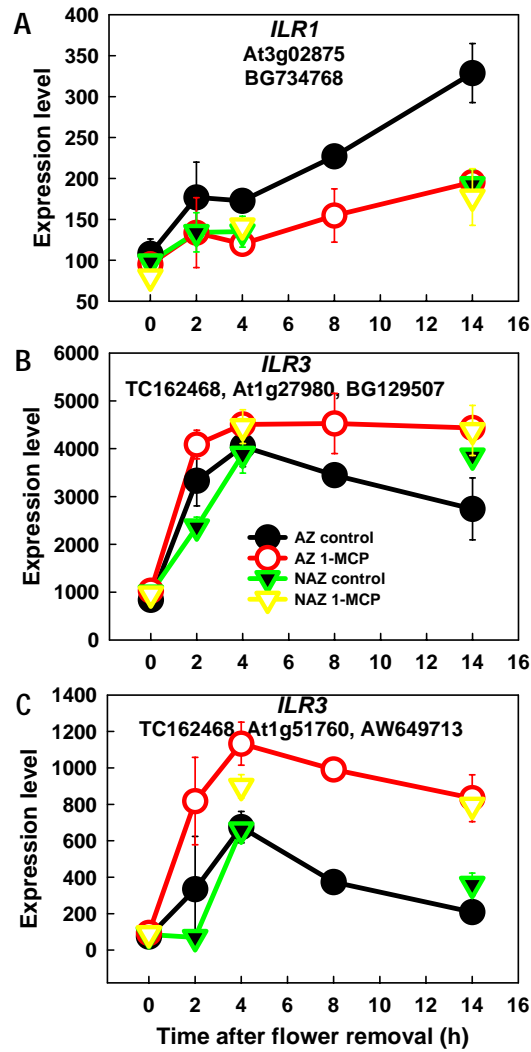 A
ILR1
At3g02875
BG734768
Expression level
400
350
300
250
200
150
100
50
0 2 4 6 8 10 12 14 16
B
ILR3
TC162468, At1g27980, BG129507
Expression level
6000
5000
4000
3000
2000
1000
0
AZ control
AZ 1-MCP
NAZ control
NAZ 1-MCP
0 2 4 6 8 10 12 14 16
C
ILR3
TC162468, At1g51760, AW649713
Expression level
1400
1200
1000
800
600
400
200
0
0 2 4 6 8 10 12 14 16
Time after flower removal (h)